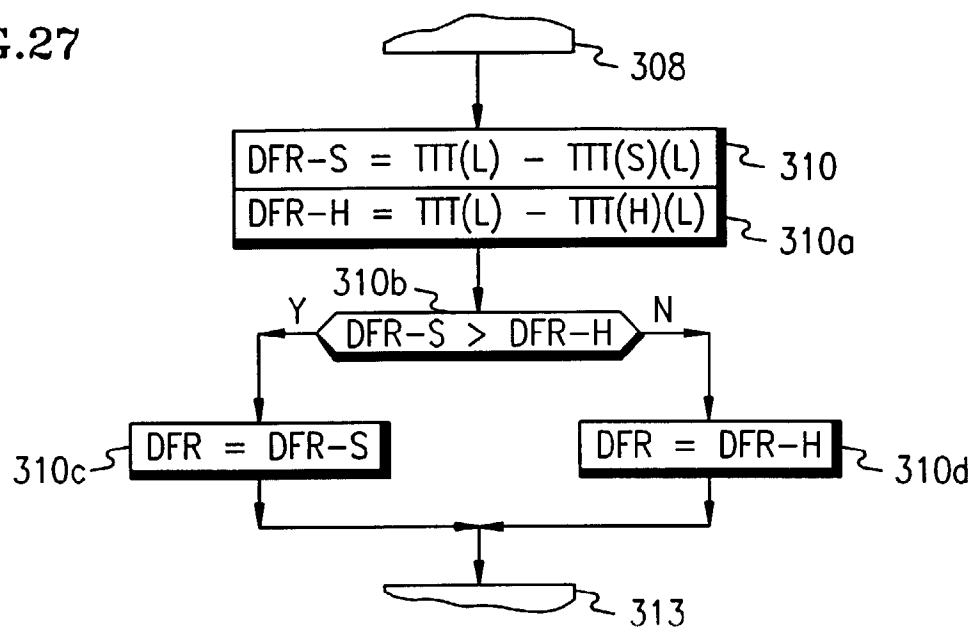 G.27
308
DFR-S = TTT(L) - TTT(S)(L)
310
DFR-H = TTT(L) - TTT(H)(L)
310a
310b
Y
DFR-S > DFR-H
N
DFR = DFR-S
310c
DFR = DFR-H
310d
313